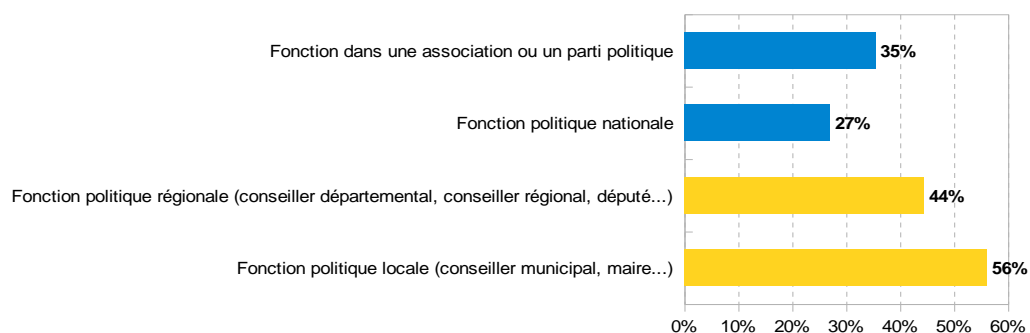 Fonction dans une association ou un parti politique 35%
Fonction politique nationale 27%
Fonction politique régionale (conseiller départemental, conseiller régional, député...) 44%
Fonction politique locale (conseiller municipal, maire...) 56%
0% 10% 20% 30% 40% 50% 60%